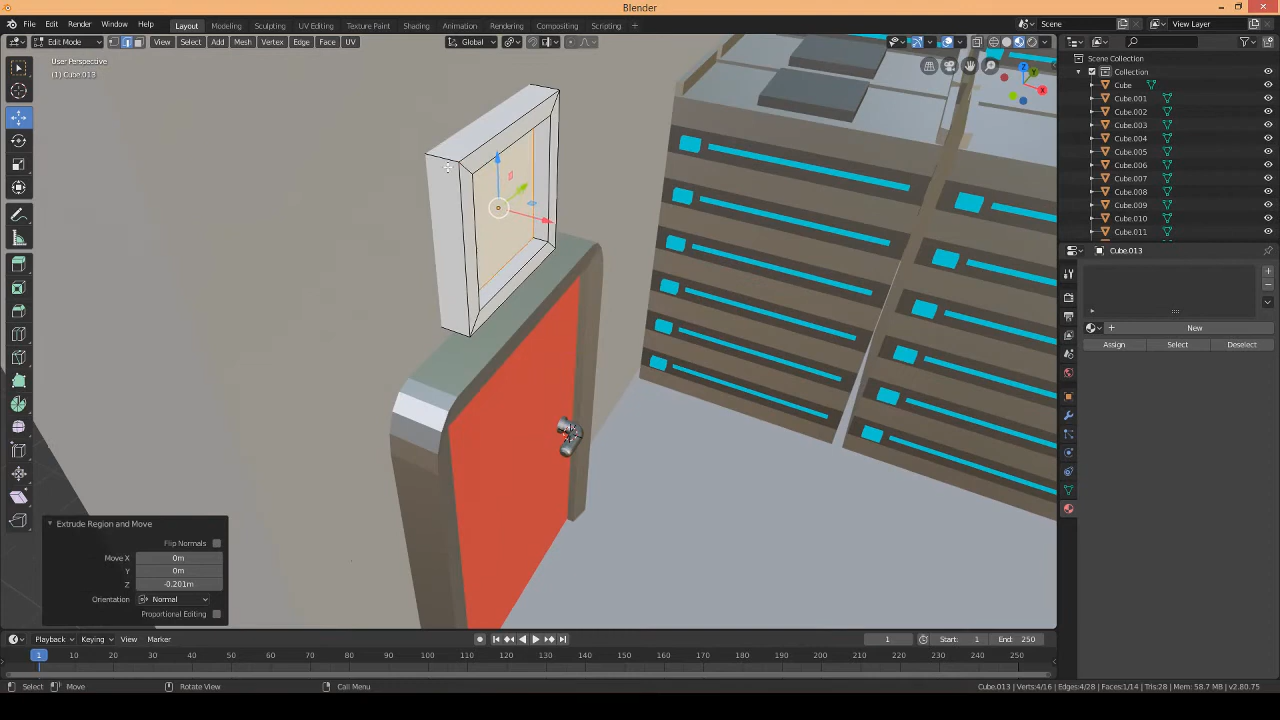 Blender
File Edit Render Window Help Layout Modeling Sculpting UV Editing Texture Paint Shading Animation Rendering Compositing Scripting + Scene View Layer
Edit Mode View Select Add Mesh Vertex Edge Face UV Global
User Perspective
(1) Cube.013
Scene Collection
Collection
Cube
Cube.001
Cube.002
Cube.003
Cube.004
Cube.005
Cube.006
Cube.007
Cube.008
Cube.009
Cube.010
Cube.011
Cube.013
New
Assign Select Deselect
Extrude Region and Move
Flip Normals
Move X 0m
Y 0m
Z -0.201m
Orientation Normal
Proportional Editing
Playback Keying View Marker 1 Start: 1 End: 250
1 10 20 30 40 50 60 70 80 90 100 110 120 130 140 150 160 170 180 190 200 210 220 230 240 250
Select Move Rotate View Call Menu Cube.013 | Verts:4/16 | Edges:4/28 | Faces:1/14 | Tris:28 | Mem: 58.7 MB | v2.80.75